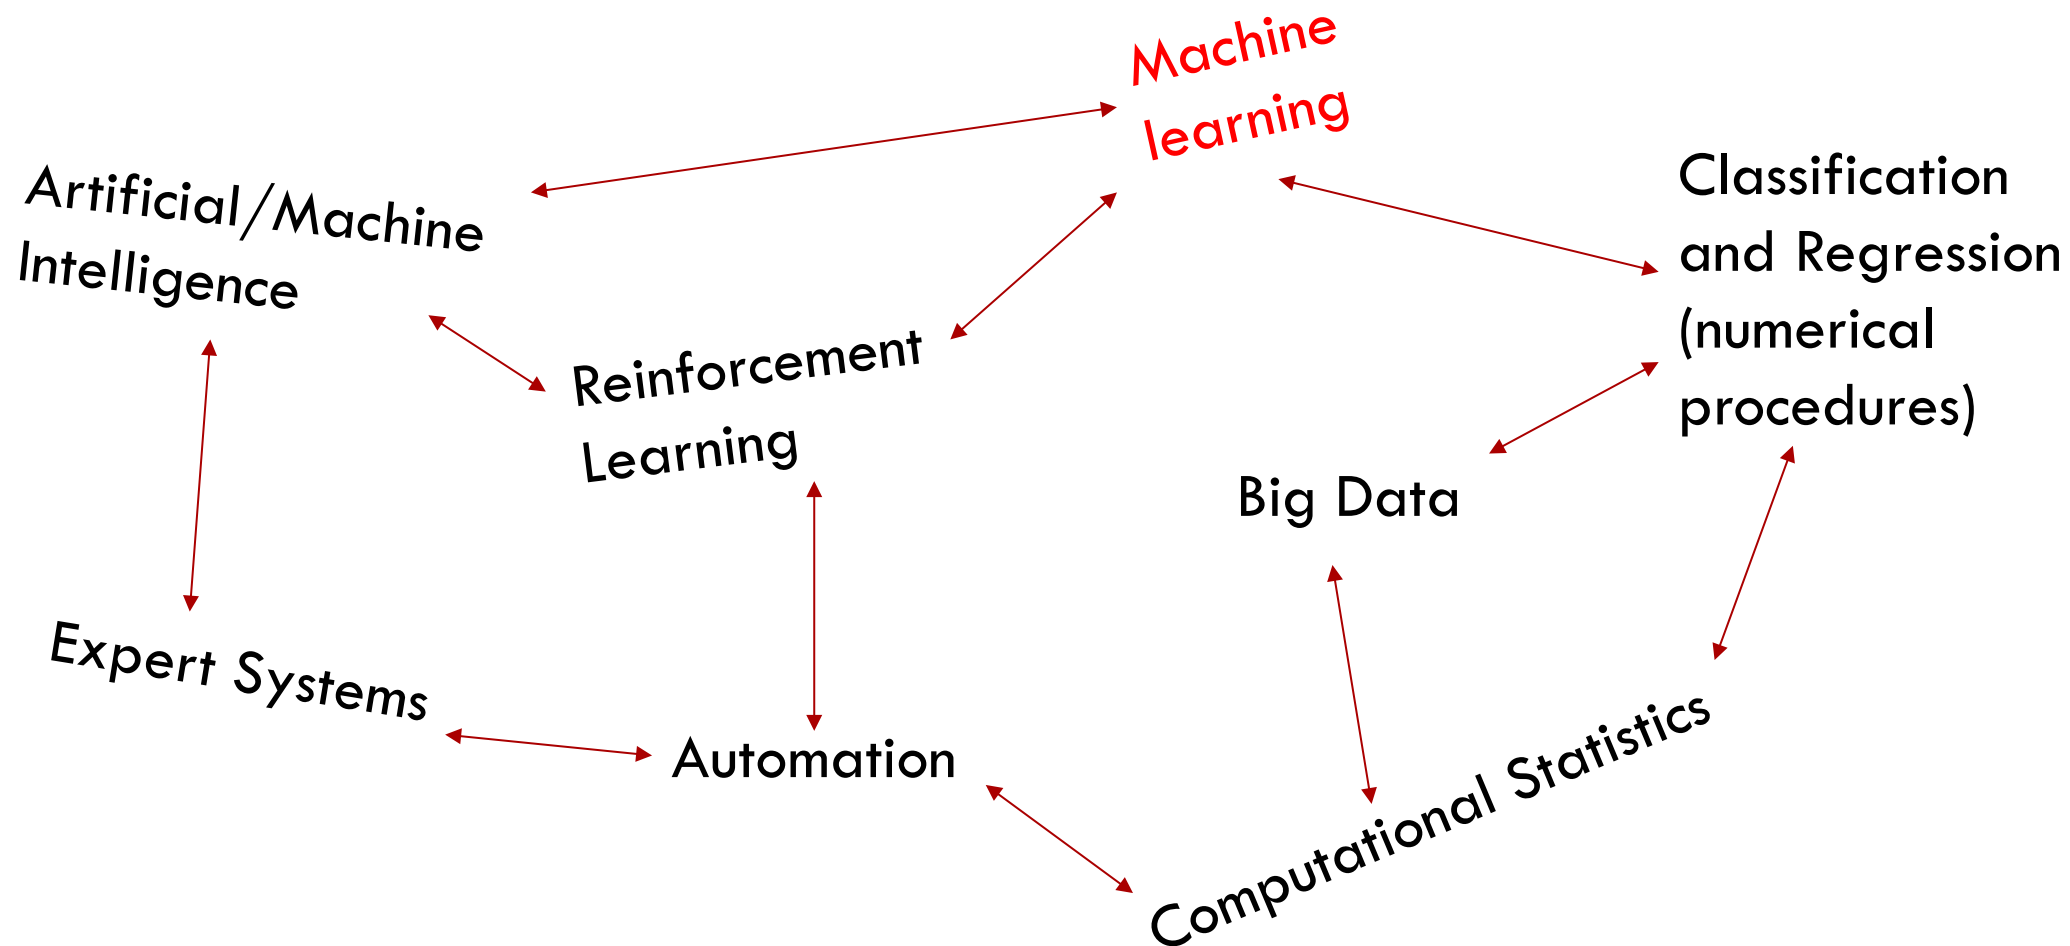 Machine
learning
Artificial/Machine
Intelligence
Classification
and Regression
(numerical
procedures)
Reinforcement
Learning
Big Data
Expert Systems
Automation
Computational Statistics